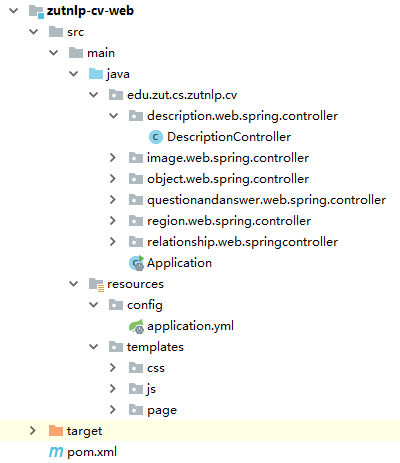 zutnlp-cv-web
src
main
java
edu.zut.cs.zutnlp.cv
description.web.spring.controller
DescriptionController
image.web.spring.controller
object.web.spring.controller
questionandanswer.web.spring.controller
region.web.spring.controller
relationship.web.springcontroller
Application
resources
config
application.yml
templates
css
js
page
target
pom.xml